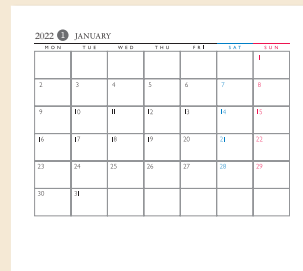 2022 1 JANUARY
MON TUE WED THU FRI SAT SUN
1
2 3 4 5 6 7 8
9 10 11 12 13 14 15
16 17 18 19 20 21 22
23 24 25 26 27 28 29
30 31